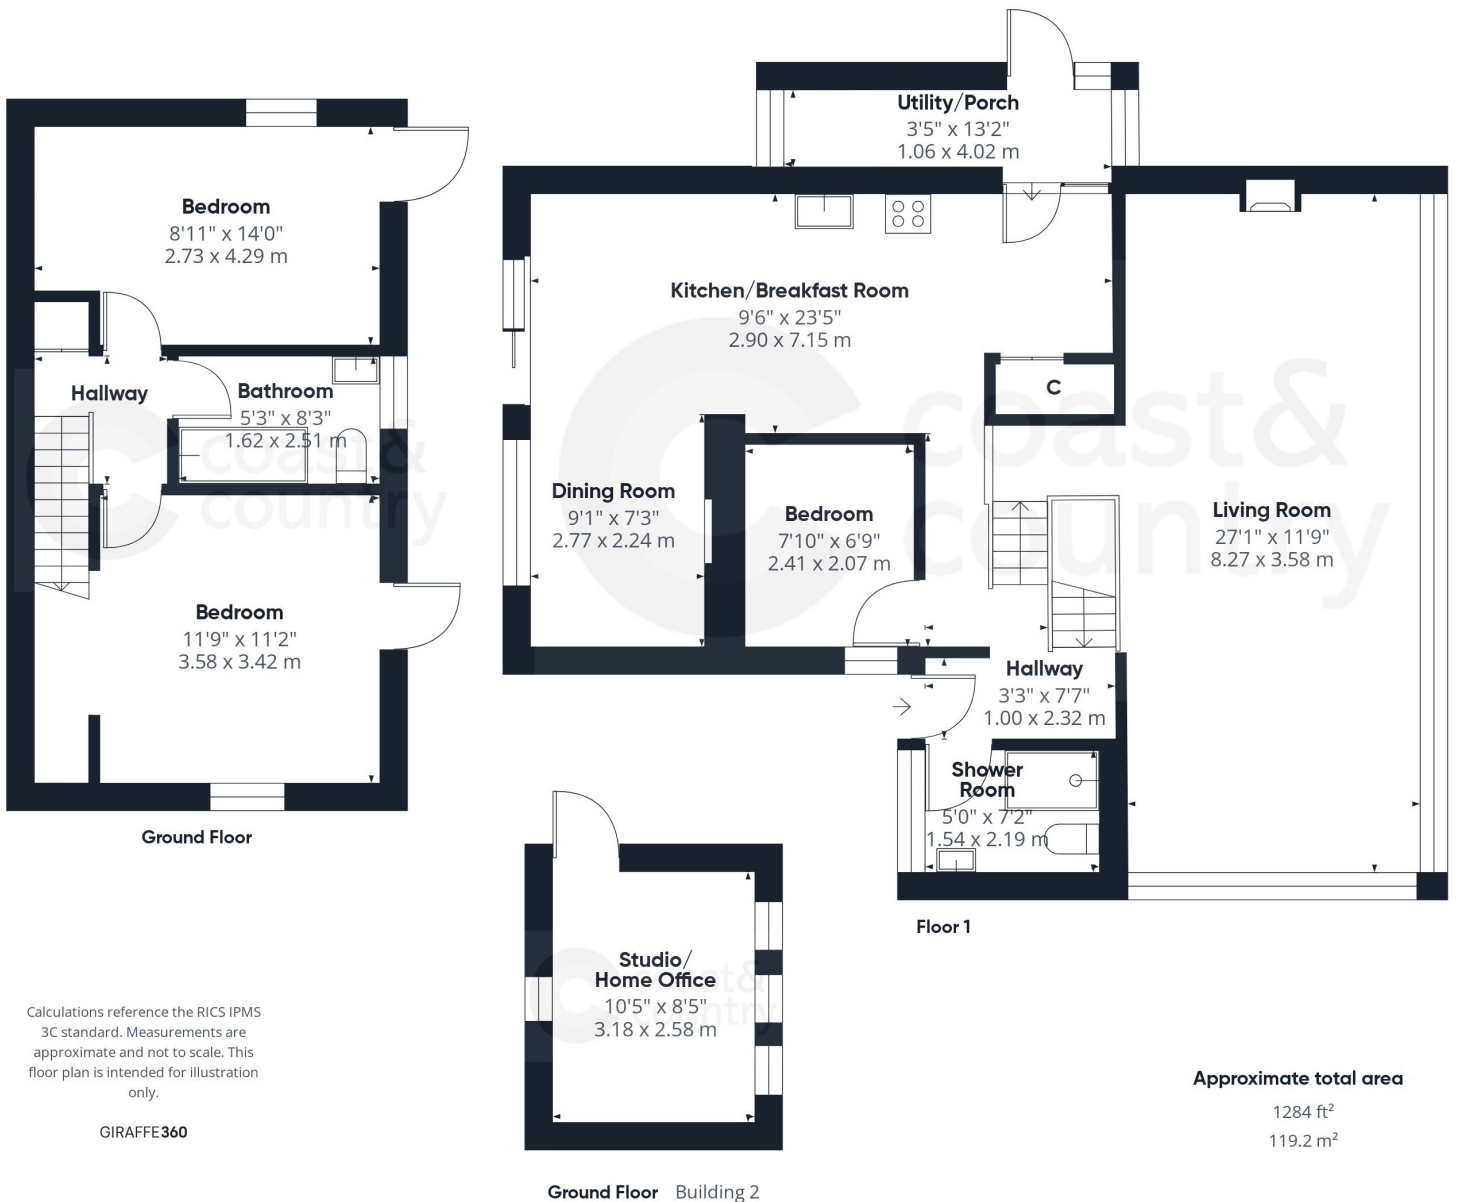 Utility/Porch
3'5" x 13'2"
1.06 x 4.02 m
Bedroom
8'11" x 14'0"
2.73 x 4.29 m
Hallway
Bathroom
5'3" x 8'3"
1.62 x 2.51 m
Bedroom
11'9" x 11'2"
3.58 x 3.42 m
Ground Floor
coast&
country
Kitchen/Breakfast Room
9'6" x 23'5"
2.90 x 7.15 m
C
Dining Room
9'1" x 7'3"
2.77 x 2.24 m
Bedroom
7'10" x 6'9"
2.41 x 2.07 m
Living Room
27'1" x 11'9"
8.27 x 3.58 m
coast&
country
Hallway
3'3" x 7'7"
1.00 x 2.32 m
Shower
Room
5'0" x 7'2"
1.54 x 2.19 m
Floor 1
Studio/
Home Office
10'5" x 8'5"
3.18 x 2.58 m
coast&
country
Ground Floor Building 2
Calculations reference the RICS IPMS
3C standard. Measurements are
approximate and not to scale. This
floor plan is intended for illustration
only.
GIRAFFE360
Approximate total area
1284 ft²
119.2 m²